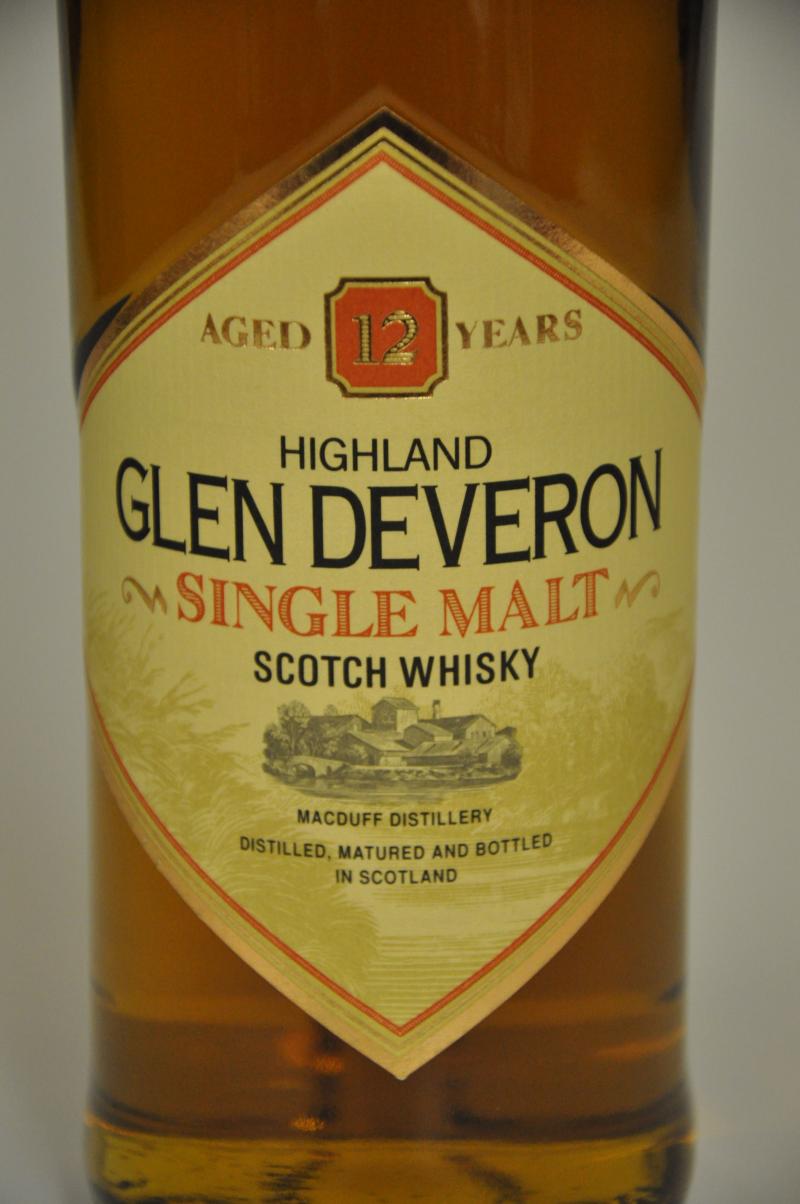 AGED 12 YEARS
HIGHLAND
GLEN DEVERON
SINGLE MALT
SCOTCH WHISKY
MACDUFF DISTILLERY
DISTILLED, MATURED AND BOTTLED
IN SCOTLAND